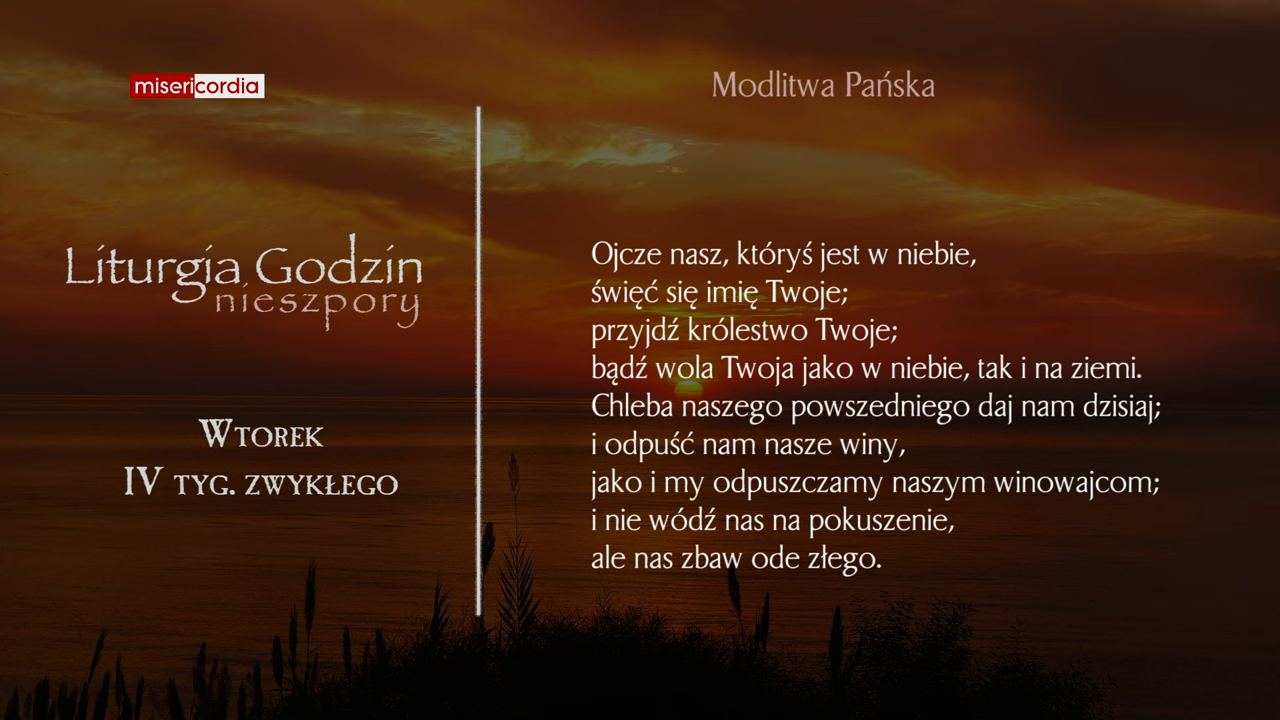 misericordia
Liturgia Godzin
nieszpory
Wtorek
IV tyg. zwykłego
Modlitwa Pańska
Ojcze nasz, któryś jest w niebie,
święć się imię Twoje;
przyjdź królestwo Twoje;
bądź wola Twoja jako w niebie, tak i na ziemi.
Chleba naszego powszedniego daj nam dzisiaj;
i odpuść nam nasze winy,
jako i my odpuszczamy naszym winowajcom;
i nie wódź nas na pokuszenie,
ale nas zbaw ode złego.